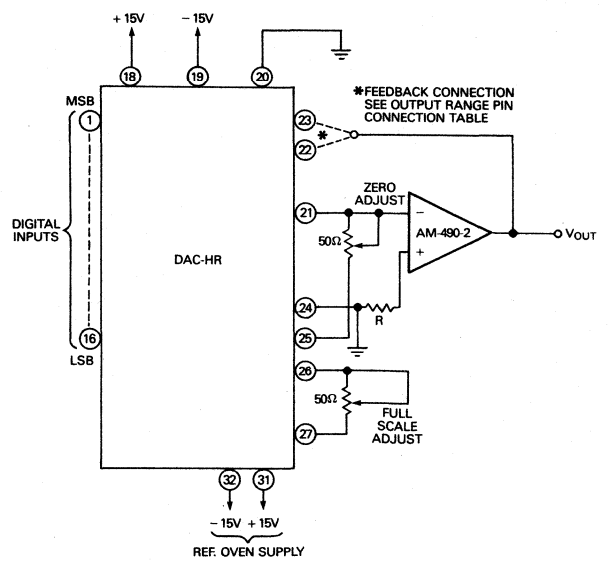 + 15V
− 15V
18
19
20
MSB
1
DIGITAL
INPUTS
16
LSB
DAC-HR
23
22
*
*FEEDBACK CONNECTION
SEE OUTPUT RANGE PIN
CONNECTION TABLE
21
ZERO
ADJUST
50Ω
−
+
AM-490-2
VOUT
24
R
25
26
50Ω
FULL
SCALE
ADJUST
27
32
31
− 15V
+ 15V
REF. OVEN SUPPLY